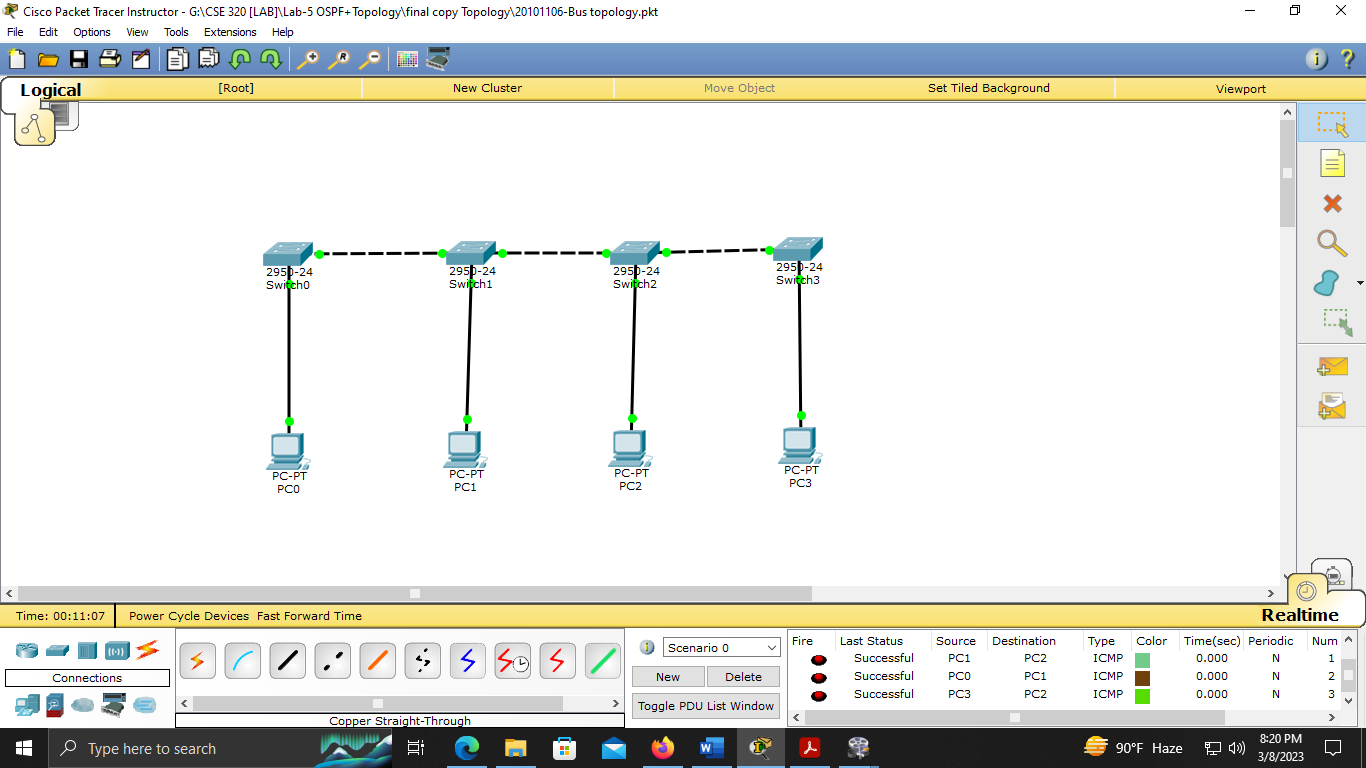 Cisco Packet Tracer Instructor - G:\CSE 320 [LAB]\Lab-5 OSPF+Topology\final copy Topology\20101106-Bus topology.pkt
File Edit Options View Tools Extensions Help
Logical [Root] New Cluster Move Object Set Tiled Background Viewport
2950-24 2950-24 2950-24 2950-24
Switch0 Switch1 Switch2 Switch3
PC-PT PC-PT PC-PT PC-PT
PC0 PC1 PC2 PC3
Time: 00:11:07 Power Cycle Devices Fast Forward Time Realtime
Connections
Copper Straight-Through
Scenario 0
New Delete
Toggle PDU List Window
Fire Last Status Source Destination Type Color Time(sec) Periodic Num
Successful PC1 PC2 ICMP 0.000 N 1
Successful PC0 PC1 ICMP 0.000 N 2
Successful PC3 PC2 ICMP 0.000 N 3
Type here to search
90°F Haze
8:20 PM
3/8/2023